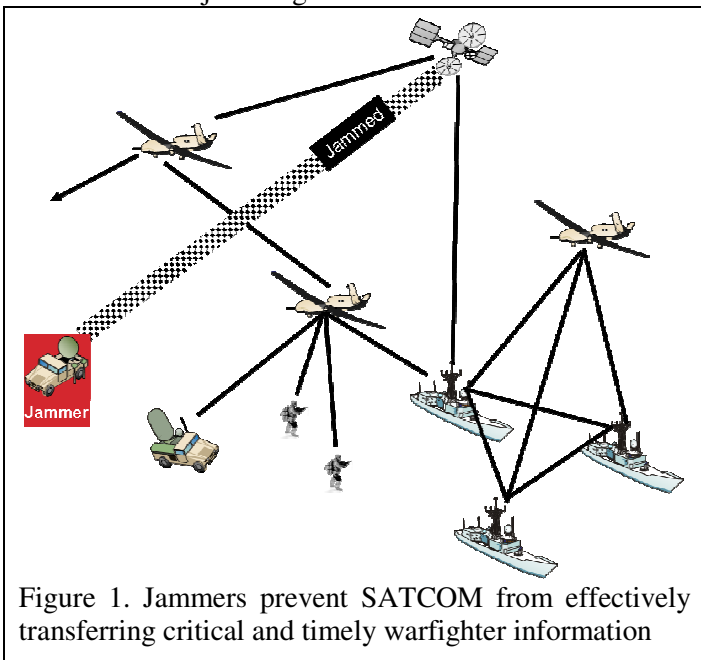 Jammed
Jammer
Figure 1. Jammers prevent SATCOM from effectively
transferring critical and timely warfighter information